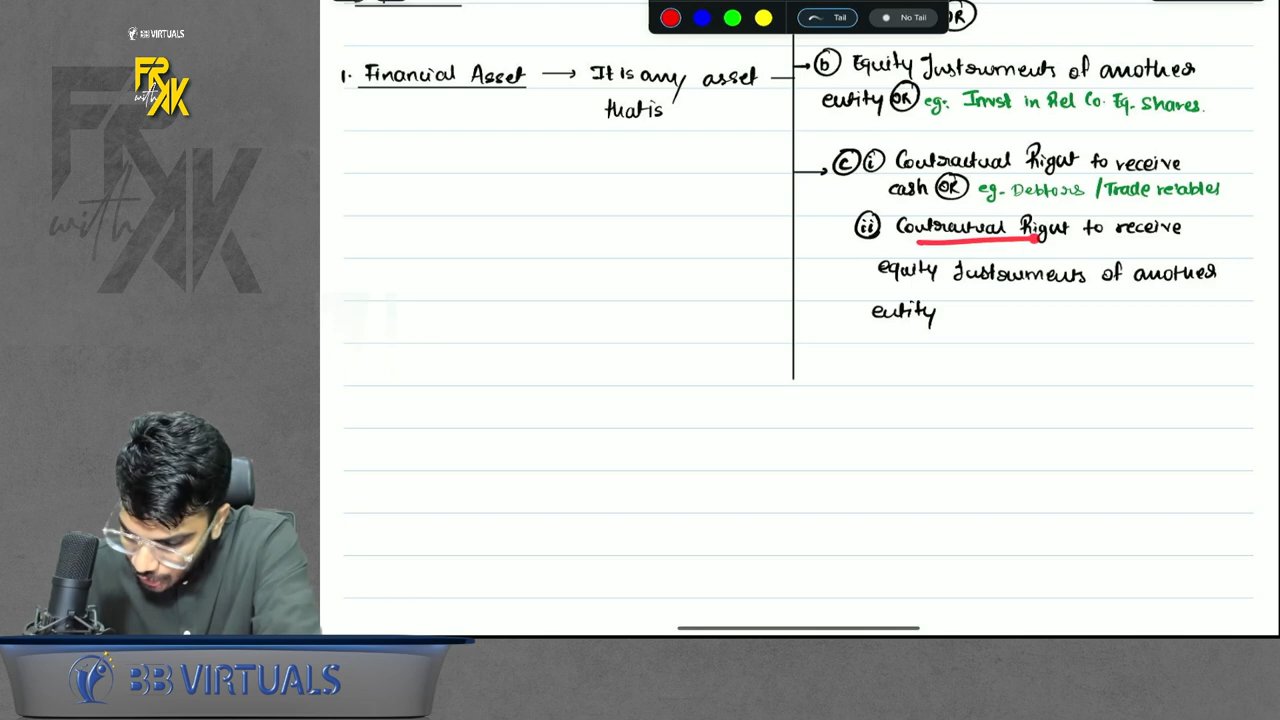 Tail
No Tail
OR
BB VIRTUALS
FR
with
AK
1. Financial Asset → It is any asset
that is
→ (b) Equity Instruments of another
entity OR eg:- Invst in Rel Co. Eq. Shares.
→ (c) (i) Contractual Right to receive
cash OR eg- Debtors / Trade
(ii) Contractual Right to receive
equity Instruments of another
entity
BB VIRTUALS